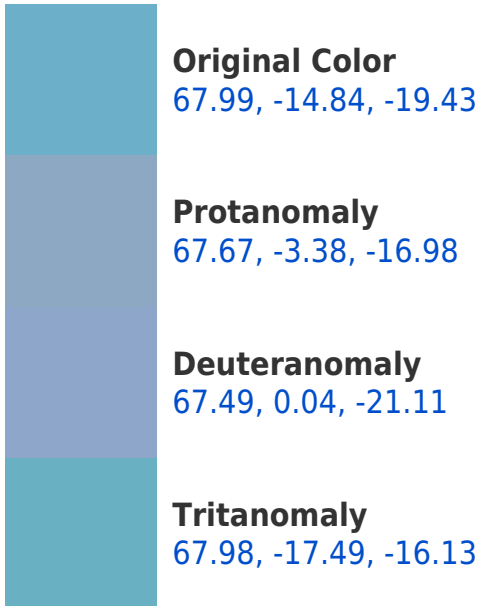 Original Color
67.99, -14.84, -19.43
Protanomaly
67.67, -3.38, -16.98
Deuteranomaly
67.49, 0.04, -21.11
Tritanomaly
67.98, -17.49, -16.13